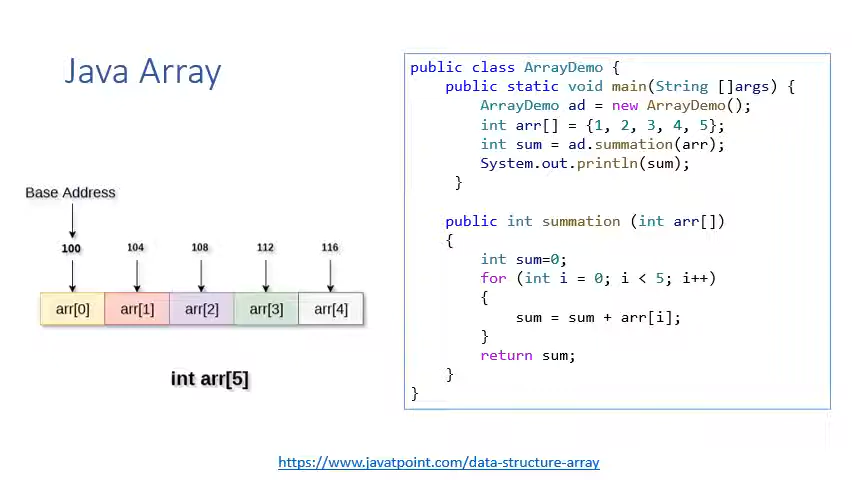 Java Array
Base Address
100 104 108 112 116
arr[0] arr[1] arr[2] arr[3] arr[4]
int arr[5]
public class ArrayDemo {
    public static void main(String []args) {
        ArrayDemo ad = new ArrayDemo();
        int arr[] = {1, 2, 3, 4, 5};
        int sum = ad.summation(arr);
        System.out.println(sum);
     }
    public int summation (int arr[])
    {
        int sum=0;
        for (int i = 0; i < 5; i++)
        {
            sum = sum + arr[i];
        }
        return sum;
    }
}
https://www.javatpoint.com/data-structure-array